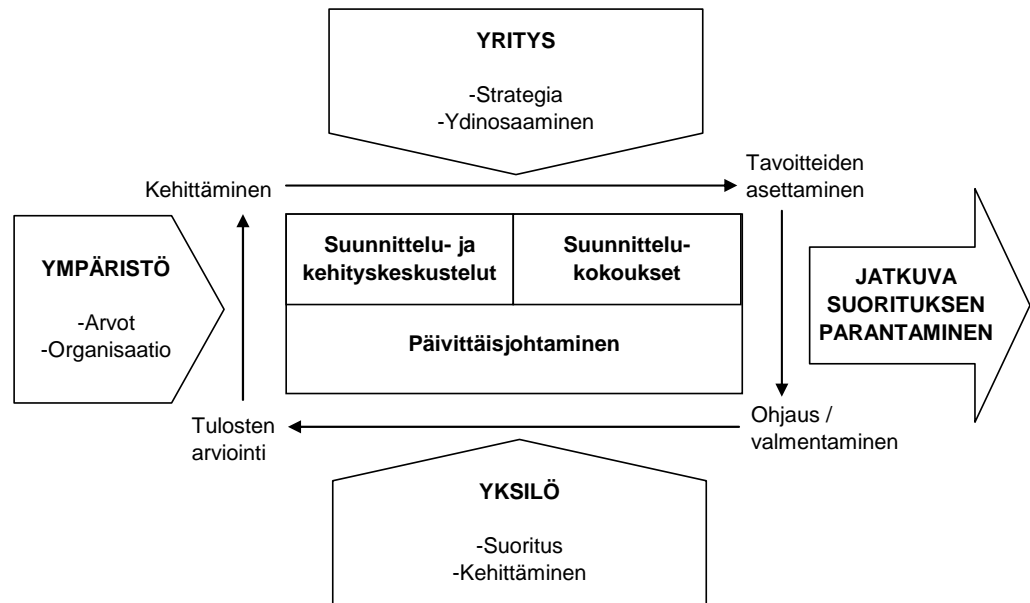 YRITYS
-Strategia
-Ydinosaaminen
Kehittäminen
Tavoitteiden
asettaminen
YMPÄRISTÖ
-Arvot
-Organisaatio
Suunnittelu- ja
kehityskeskustelut
Suunnittelu-
kokoukset
Päivittäisjohtaminen
JATKUVA
SUORITUKSEN
PARANTAMINEN
Tulosten
arviointi
Ohjaus /
valmentaminen
YKSILÖ
-Suoritus
-Kehittäminen